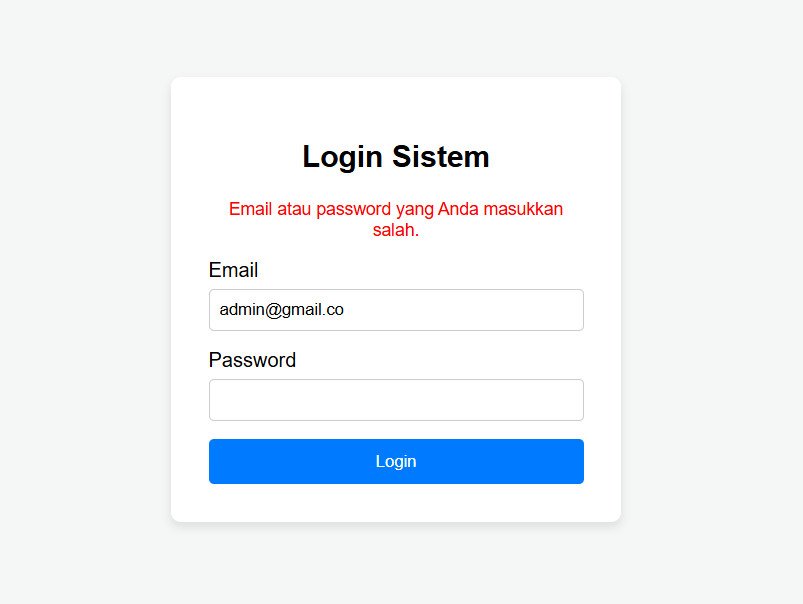 Login Sistem
Email atau password yang Anda masukkan
salah.
Email
admin@gmail.co
Password
Login